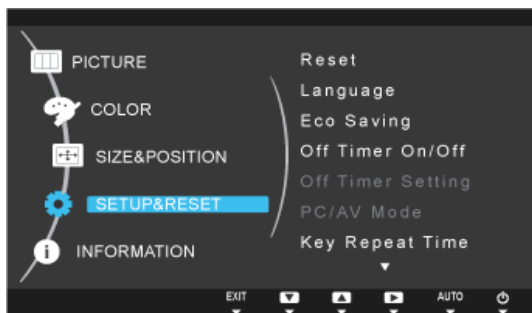 PICTURE
COLOR
SIZE&POSITION
SETUP&RESET
INFORMATION
Reset
Language
Eco Saving
Off Timer On/Off
Off Timer Setting
PC/AV Mode
Key Repeat Time
EXIT
AUTO